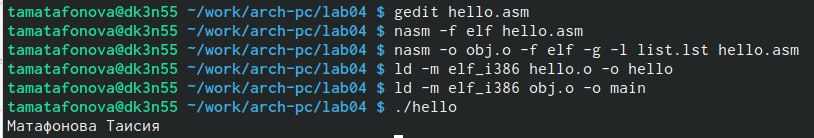 tamatafonova@dk3n55 ~/work/arch-pc/lab04 $ gedit hello.asm
tamatafonova@dk3n55 ~/work/arch-pc/lab04 $ nasm -f elf hello.asm
tamatafonova@dk3n55 ~/work/arch-pc/lab04 $ nasm -o obj.o -f elf -g -l list.lst hello.asm
tamatafonova@dk3n55 ~/work/arch-pc/lab04 $ ld -m elf_i386 hello.o -o hello
tamatafonova@dk3n55 ~/work/arch-pc/lab04 $ ld -m elf_i386 obj.o -o main
tamatafonova@dk3n55 ~/work/arch-pc/lab04 $ ./hello
Матафонова Таисия